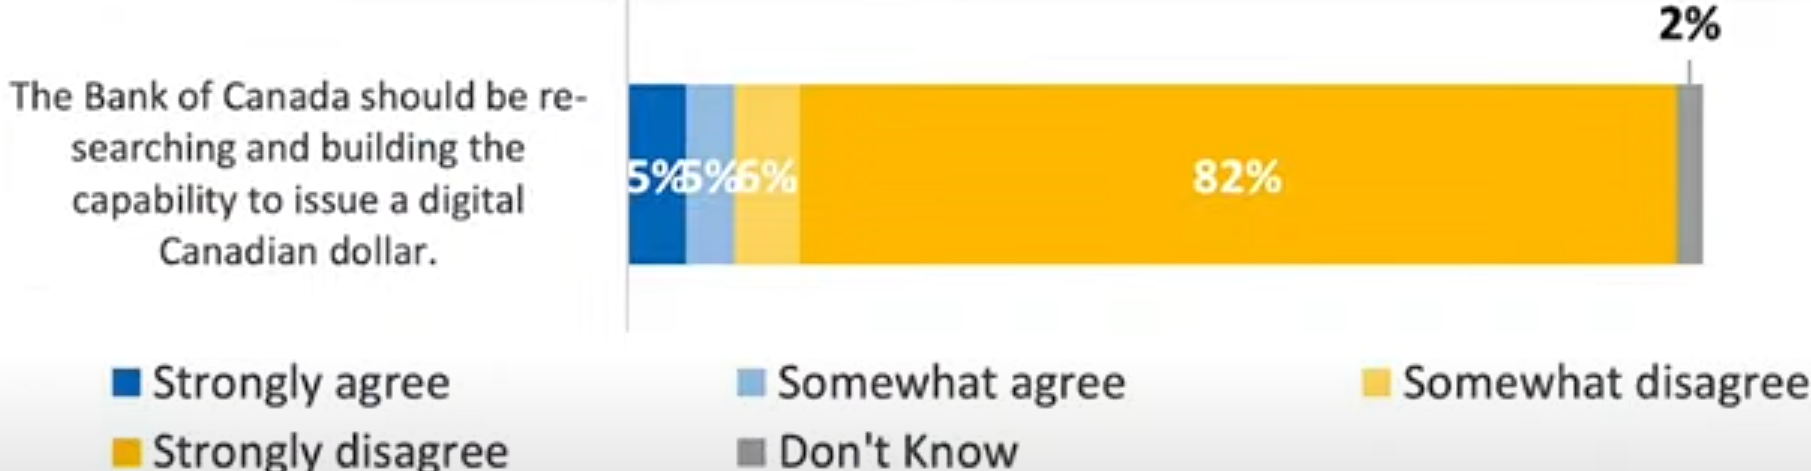 2%
The Bank of Canada should be re-
searching and building the
capability to issue a digital
Canadian dollar.
5% 5% 6% 82%
Strongly agree Somewhat agree Somewhat disagree
Strongly disagree Don't Know